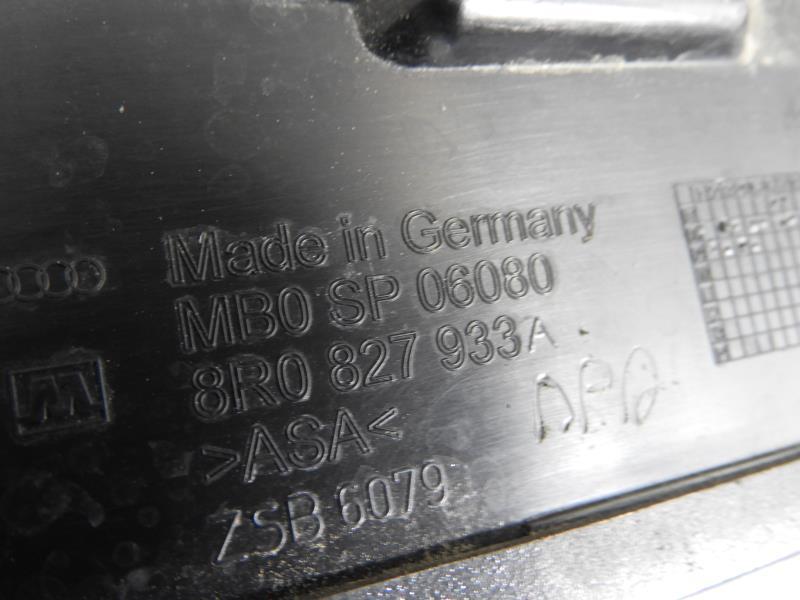 Made in Germany
MB0 SP 06080
8R0 827 933A
>ASA<
ZSB 6079